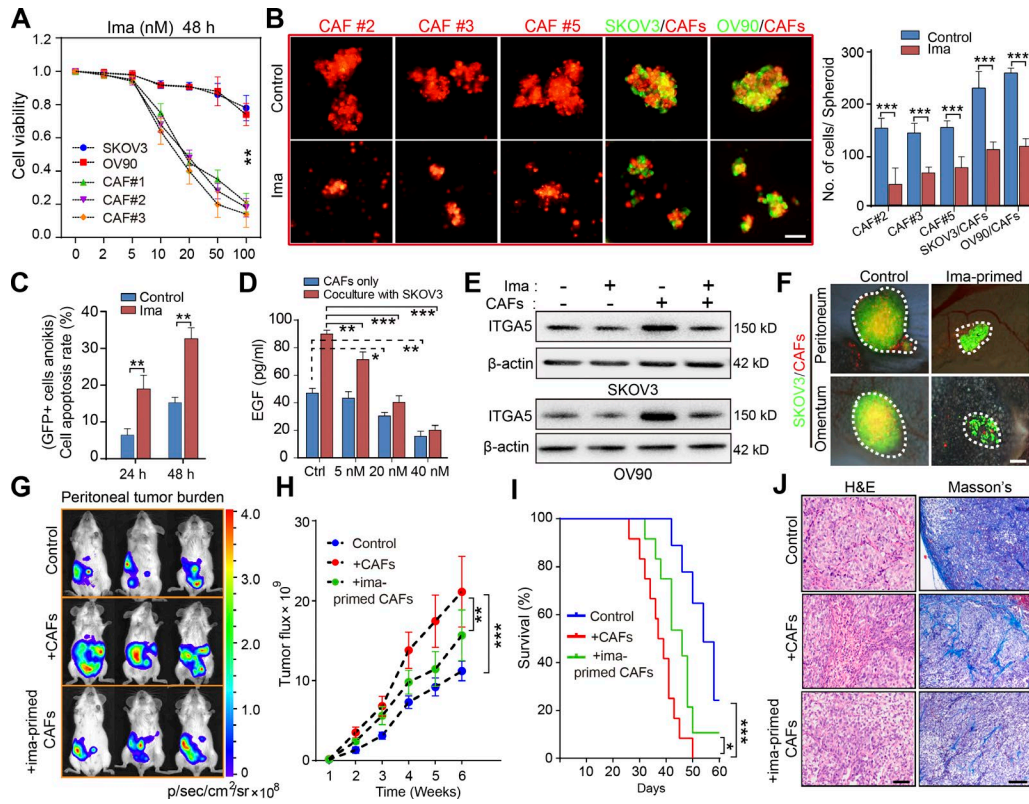 A
Ima (nM) 48 h
Cell viability
1.2
1.0
0.8
0.6
0.4
0.2
0.0
SKOV3
OV90
CAF#1
CAF#2
CAF#3
**
0 2 5 10 20 50 100
B
CAF #2 CAF #3 CAF #5 SKOV3/CAFs OV90/CAFs
Control
Ima
Control
Ima
No. of cells/ Spheroid
300
200
100
0
*** *** *** *** ***
CAF#2 CAF#3 CAF#5 SKOV3/CAFs OV90/CAFs
C
Control
Ima
(GFP+ cells anoikis)
Cell apoptosis rate (%)
40
30
20
10
0
** **
24 h 48 h
D
CAFs only
Coculture with SKOV3
EGF (pg/ml)
120
100
80
60
40
20
0
** *** ***
* **
Ctrl 5 nM 20 nM 40 nM
E
Ima : - + - +
CAFs : - - + +
ITGA5 150 kD
β-actin 42 kD
SKOV3
ITGA5 150 kD
β-actin 42 kD
OV90
F
Control Ima-primed
SKOV3/CAFs
Peritoneum
Omentum
G
Peritoneal tumor burden
Control
+CAFs
+ima-primed
CAFs
4.0
3.0
2.0
1.0
0
p/sec/cm²/sr×10⁸
H
Tumor flux × 10⁹
30
20
10
0
Control
+CAFs
+ima-
primed CAFs
**
***
1 2 3 4 5 6
Time (Weeks)
I
Survival (%)
100
80
60
40
20
0
Control
+CAFs
+ima-
primed CAFs
*
***
10 20 30 40 50 60
Days
J
H&E Masson's
Control
+CAFs
+ima-primed
CAFs